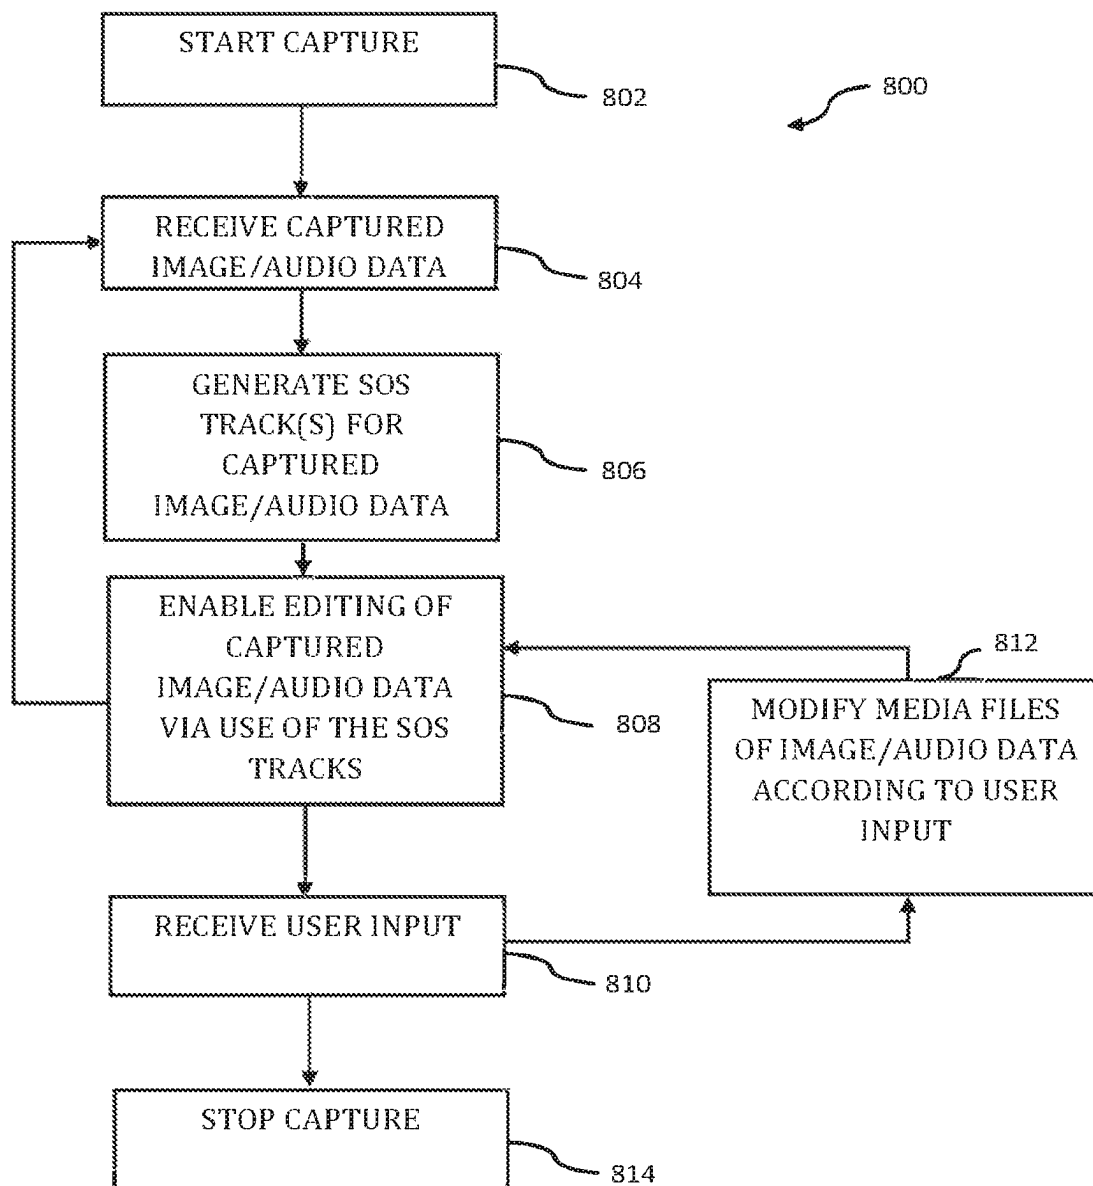 START CAPTURE
802
800
RECEIVE CAPTURED
IMAGE/AUDIO DATA
804
GENERATE SOS
TRACK(S) FOR
CAPTURED
IMAGE/AUDIO DATA
806
ENABLE EDITING OF
CAPTURED
IMAGE/AUDIO DATA
VIA USE OF THE SOS
TRACKS
808
812
MODIFY MEDIA FILES
OF IMAGE/AUDIO DATA
ACCORDING TO USER
INPUT
RECEIVE USER INPUT
810
STOP CAPTURE
814